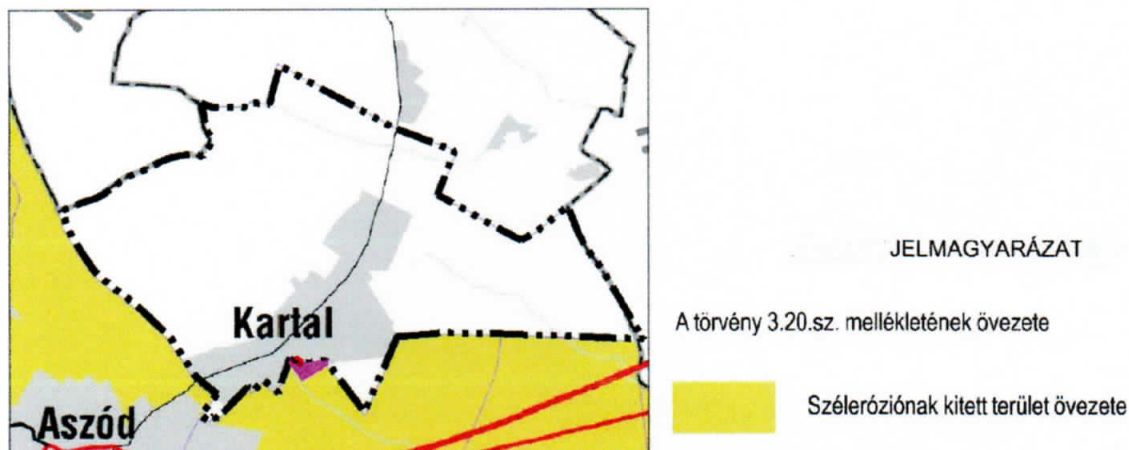 Kartal
Aszód
JELMAGYARÁZAT
A törvény 3.20.sz. mellékletének övezete
Széleróziónak kitett terület övezete